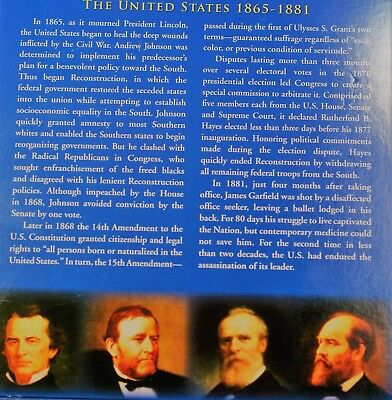 THE UNITED STATES 1865-1881
In 1865, as it mourned President Lincoln,
the United States began to heal the deep wounds
inflicted by the Civil War. Andrew Johnson was
determined to implement his predecessor's
plan for a benevolent policy toward the South.
Thus began Reconstruction, in which the
federal government restored the seceded states
into the union while attempting to establish
socioeconomic equality in the South. Johnson
quickly granted amnesty to most Southern
whites and enabled the Southern states to begin
reorganizing governments. But he clashed with
the Radical Republicans in Congress, who
sought enfranchisement of freed blacks
and disagreed with his lenient Reconstruction
policies. Although impeached by the House
in 1868, Johnson avoided conviction by the
Senate by one vote.
Later in 1868 the 14th Amendment to the
U.S. Constitution granted citizenship and legal
rights to "all persons born or naturalized in the
United States." In turn, the 15th Amendment—
passed during the first of Ulysses S. Grant's two
terms—guaranteed suffrage regardless of "race,
color, or previous condition of servitude."
Disputes lasting more than three months
over several electoral votes in the 1876
presidential election led Congress to create a
special commission to arbitrate it. Comprised of
five members each from the U.S. House, Senate
and Supreme Court, it declared Rutherford B.
Hayes elected less than three days before his 1877
inauguration. Honoring political commitments
made during the election dispute, Hayes
quickly ended Reconstruction by withdrawing
all remaining federal troops from the South.
In 1881, just four months after taking
office, James Garfield was shot by a disaffected
office seeker, leaving a bullet lodged in his
back. For 80 days his struggle to live captivated
the Nation, but contemporary medicine could
not save him. For the second time in less
than two decades, the U.S. had endured the
assassination of its leader.